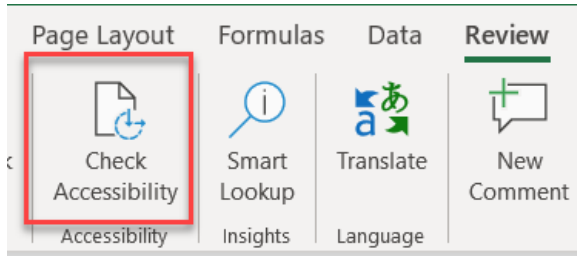 Page Layout Formulas Data Review
Check Accessibility
Smart Lookup
Translate
New Comment
Accessibility Insights Language